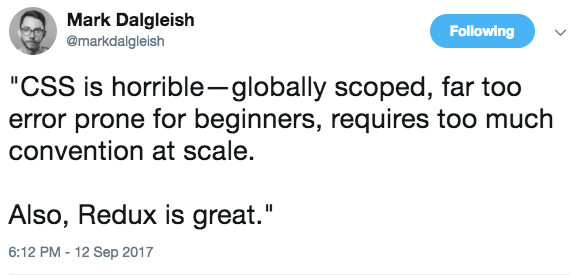 Mark Dalgleish
@markdalgleish
Following
"CSS is horrible—globally scoped, far too
error prone for beginners, requires too much
convention at scale.
Also, Redux is great."
6:12 PM - 12 Sep 2017